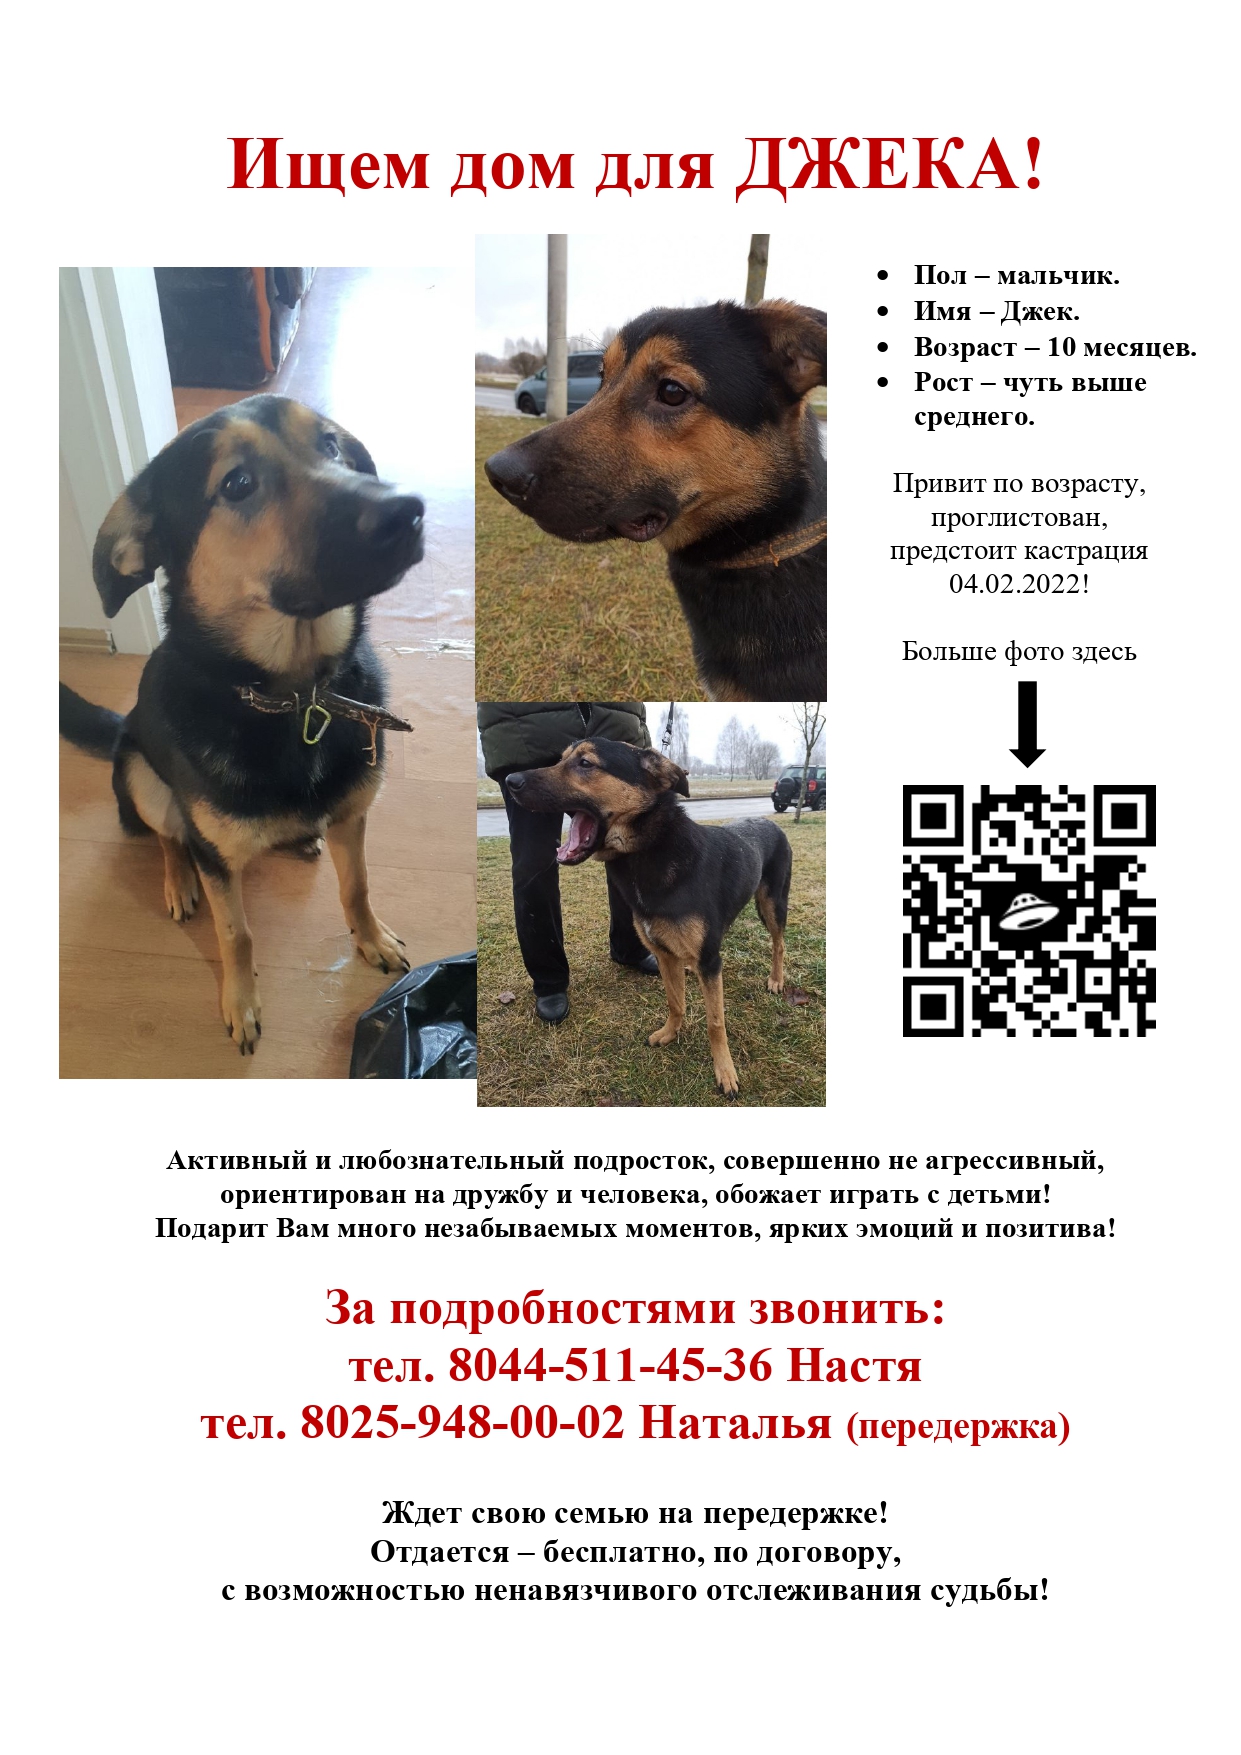 Ищем дом для ДЖЕКА!
• Пол – мальчик.
• Имя – Джек.
• Возраст – 10 месяцев.
• Рост – чуть выше
среднего.
Привит по возрасту,
проглистован,
предстоит кастрация
04.02.2022!
Больше фото здесь
Активный и любознательный подросток, совершенно не агрессивный,
ориентирован на дружбу и человека, обожает играть с детьми!
Подарит Вам много незабываемых моментов, ярких эмоций и позитива!
За подробностями звонить:
тел. 8044-511-45-36 Настя
тел. 8025-948-00-02 Наталья (передержка)
Ждет свою семью на передержке!
Отдается – бесплатно, по договору,
с возможностью ненавязчивого отслеживания судьбы!